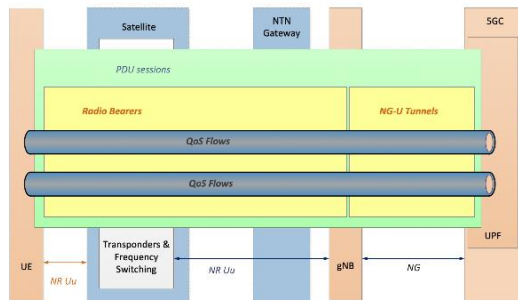 Satellite
NTN
Gateway
5GC
PDU sessions
Radio Bearers
NG-U Tunnels
QoS Flows
QoS Flows
Transponders &
Frequency
Switching
UE
gNB
UPF
NR Uu
NR Uu
NG